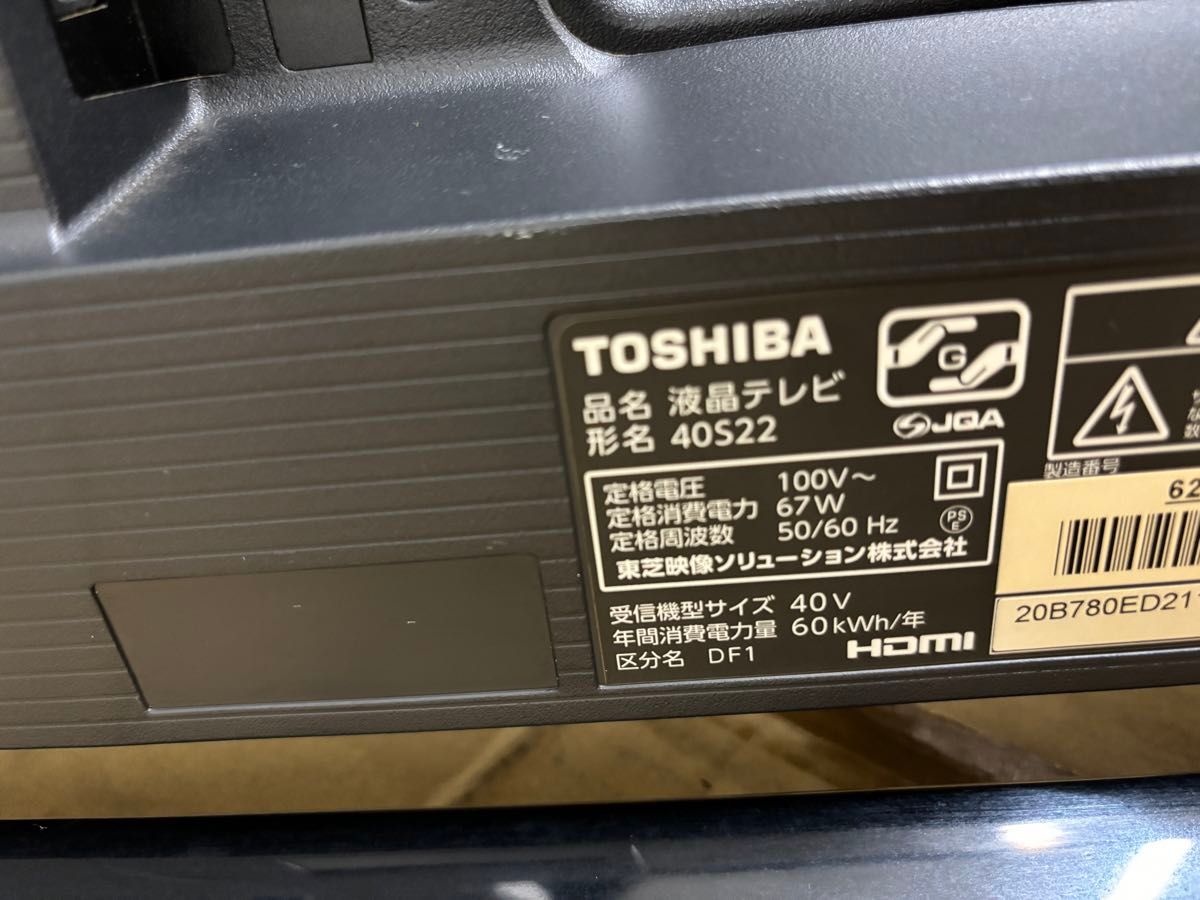 TOSHIBA
品名 液晶テレビ
形名 40S22
G
JQA
定格電圧 100V～
定格消費電力 67W
定格周波数 50/60 Hz
PS
E
東芝映像ソリューション株式会社
受信機型サイズ 40V
年間消費電力量 60kWh/年
区分名 DF1
HDMI
製造番号
62
20B780ED211